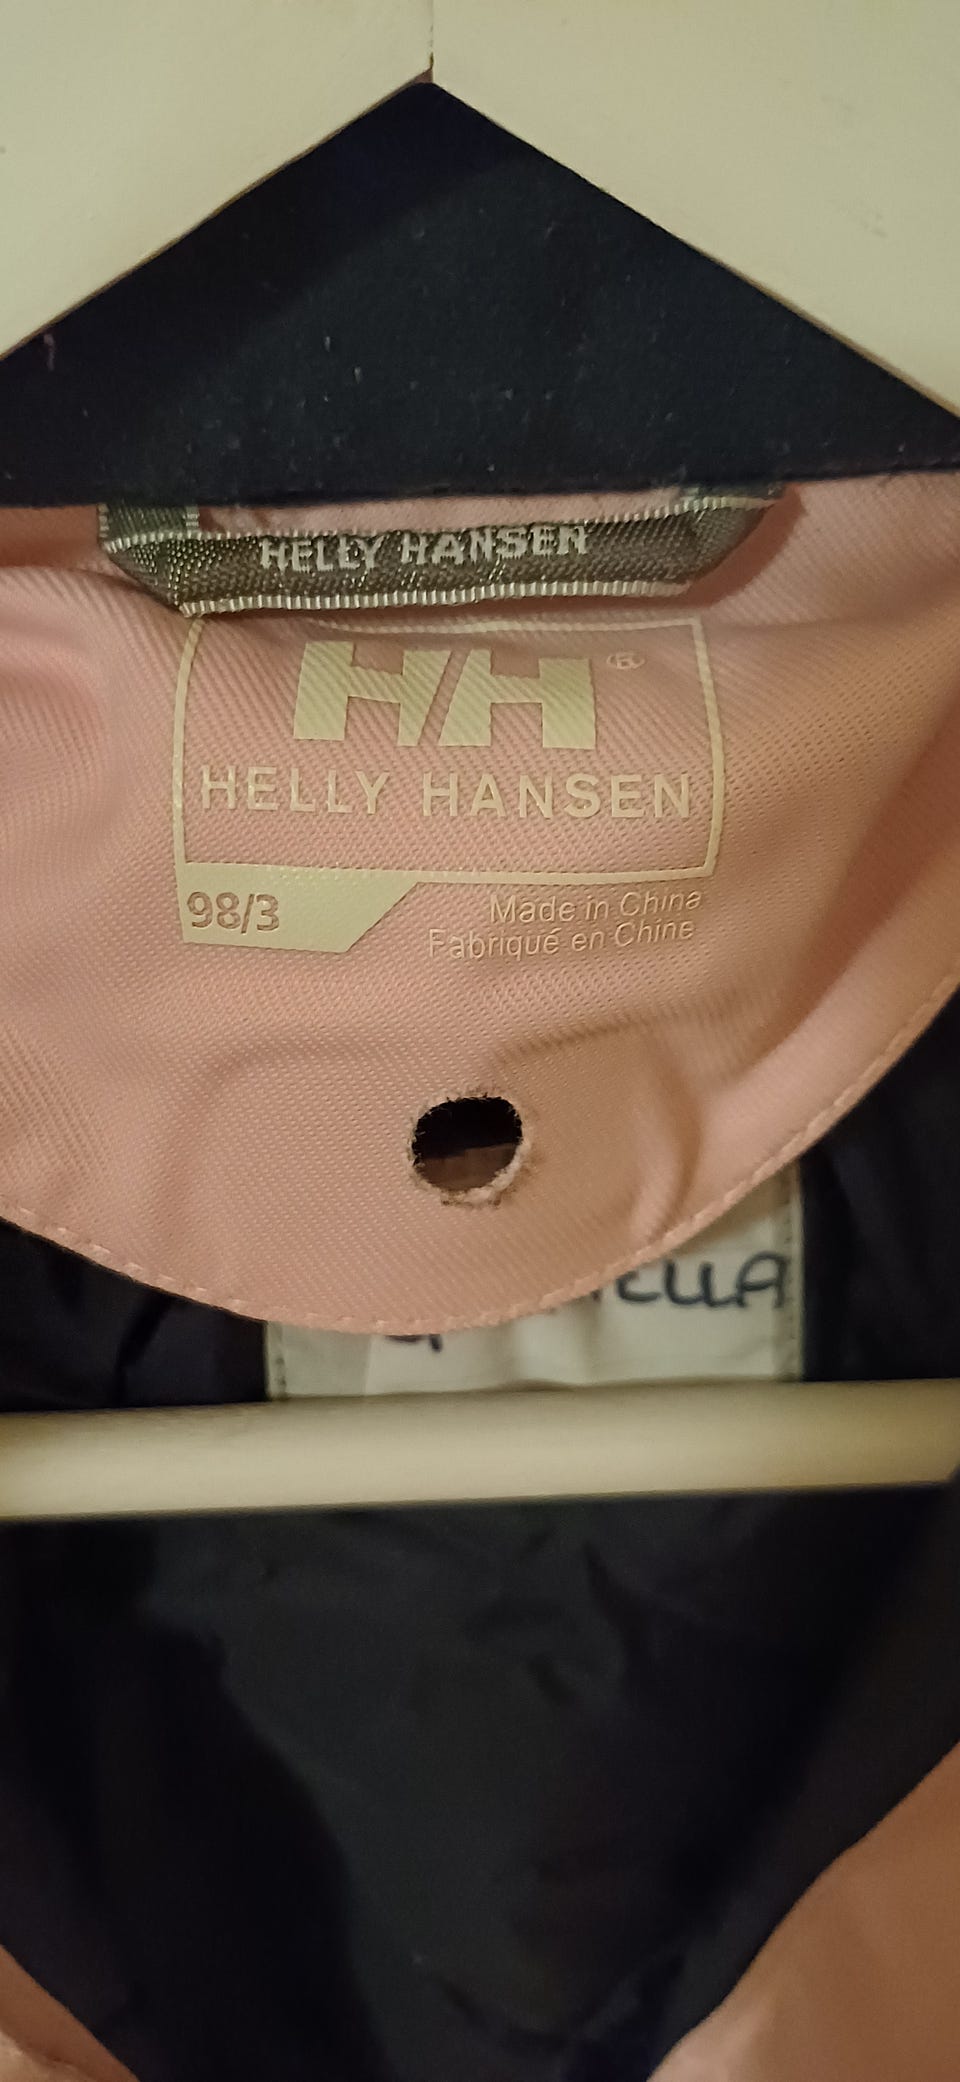 HELLY HANSEN
HH®
HELLY HANSEN
98/3
Made in China
Fabriqué en Chine